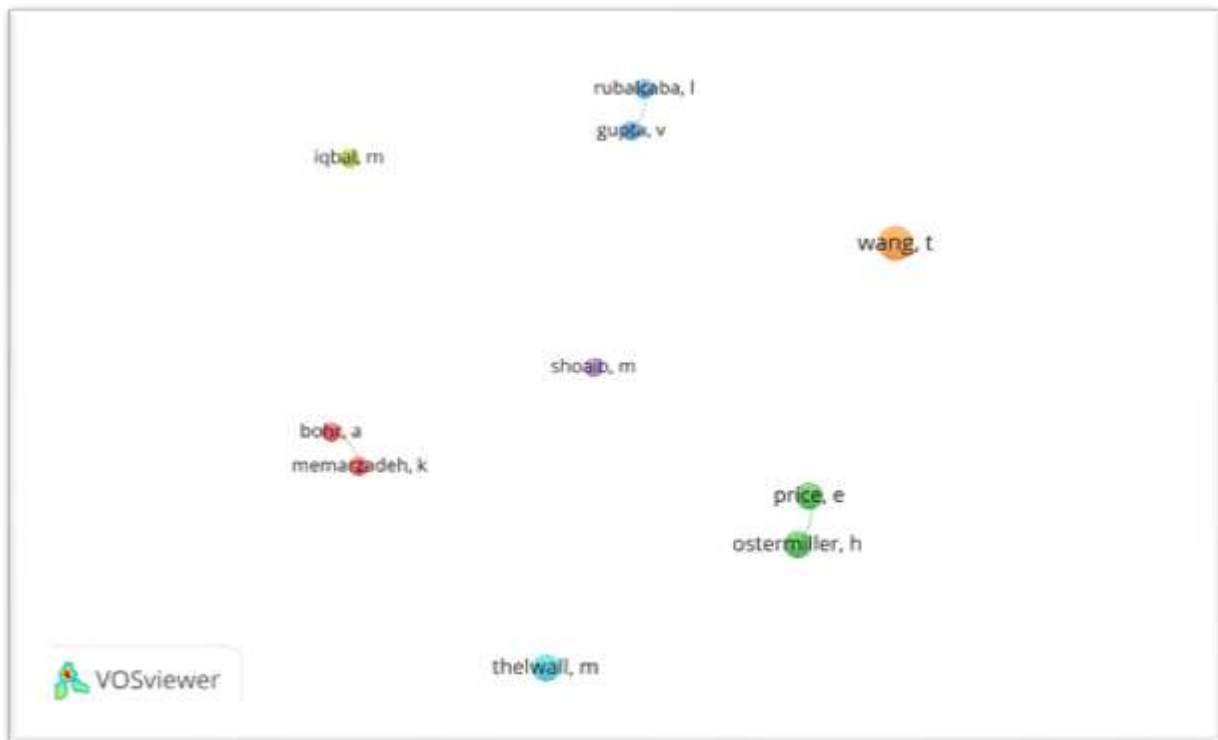 rubalcaba, l
gupta, v
iqbal, m
wang, t
shoaib, m
bohr, a
memarzadeh, k
price, e
ostermiller, h
thelwall, m
VOSviewer